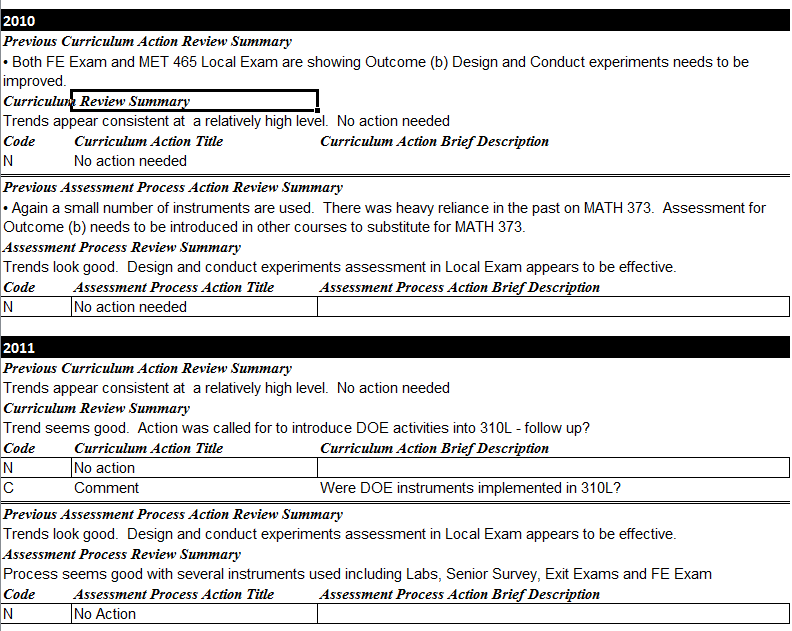 2010
Previous Curriculum Action Review Summary
• Both FE Exam and MET 465 Local Exam are showing Outcome (b) Design and Conduct experiments needs to be
improved.
Curriculum Review Summary
Trends appear consistent at  a relatively high level.  No action needed
Code Curriculum Action Title Curriculum Action Brief Description
N No action needed
Previous Assessment Process Action Review Summary
• Again a small number of instruments are used.  There was heavy reliance in the past on MATH 373.  Assessment for
Outcome (b) needs to be introduced in other courses to substitute for MATH 373.
Assessment Process Review Summary
Trends look good.  Design and conduct experiments assessment in Local Exam appears to be effective.
Code Assessment Process Action Title Assessment Process Action Brief Description
N No action needed
2011
Previous Curriculum Action Review Summary
Trends appear consistent at  a relatively high level.  No action needed
Curriculum Review Summary
Trend seems good.  Action was called for to introduce DOE activities into 310L - follow up?
Code Curriculum Action Title Curriculum Action Brief Description
N No action
C Comment Were DOE instruments implemented in 310L?
Previous Assessment Process Action Review Summary
Trends look good.  Design and conduct experiments assessment in Local Exam appears to be effective.
Assessment Process Review Summary
Process seems good with several instruments used including Labs, Senior Survey, Exit Exams and FE Exam
Code Assessment Process Action Title Assessment Process Action Brief Description
N No Action